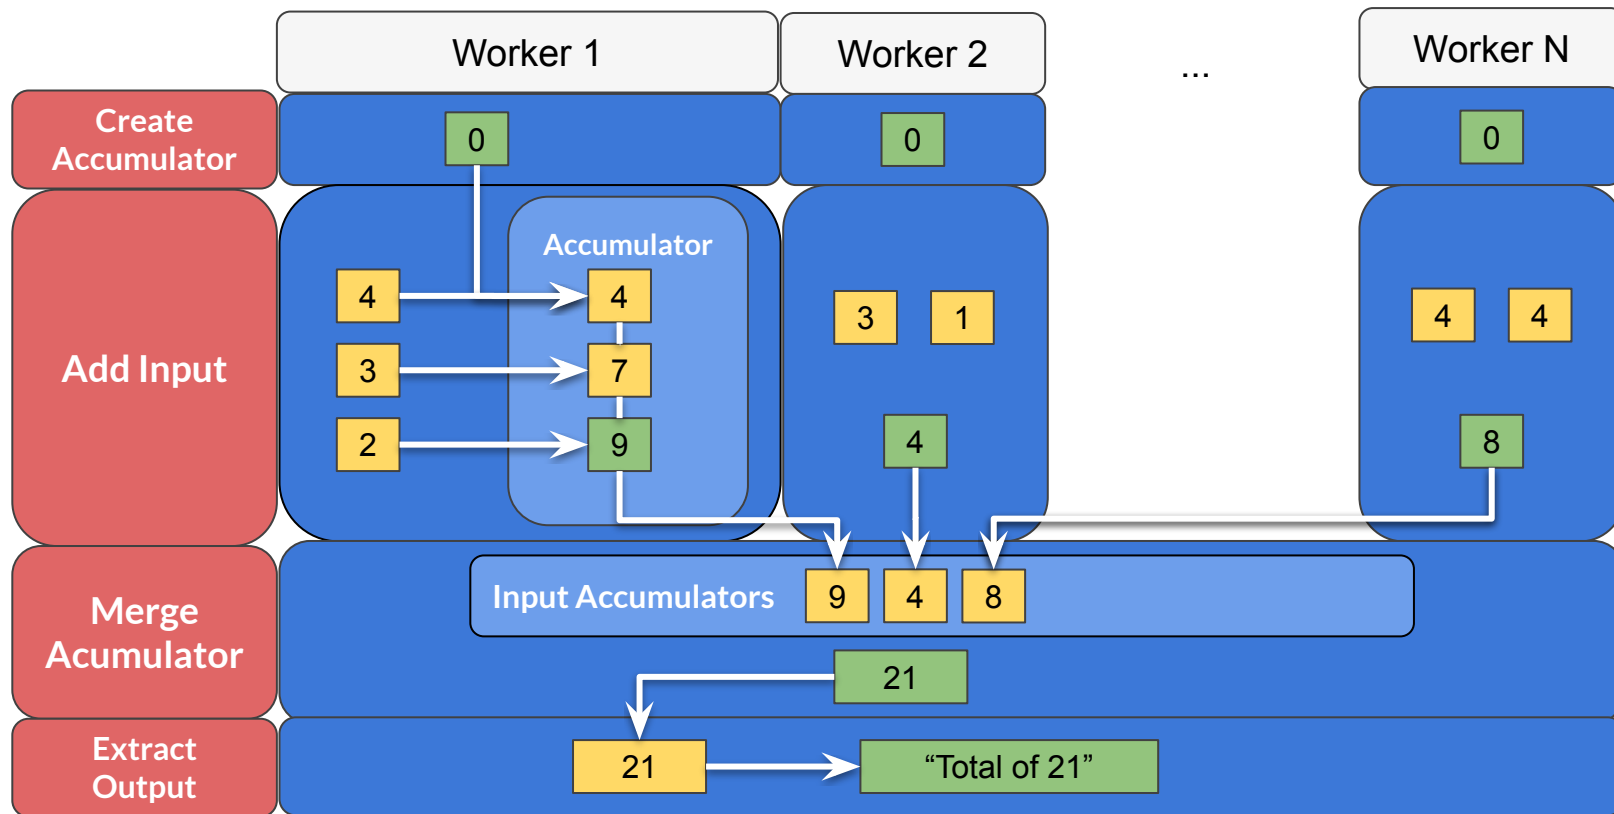 Worker 1
Worker 2
...
Worker N
Create
Accumulator
0
0
0
Add Input
Accumulator
4
4
3
7
2
9
3
1
4
4
4
8
Merge
Acumulator
Input Accumulators
9
4
8
21
Extract
Output
21
“Total of 21”